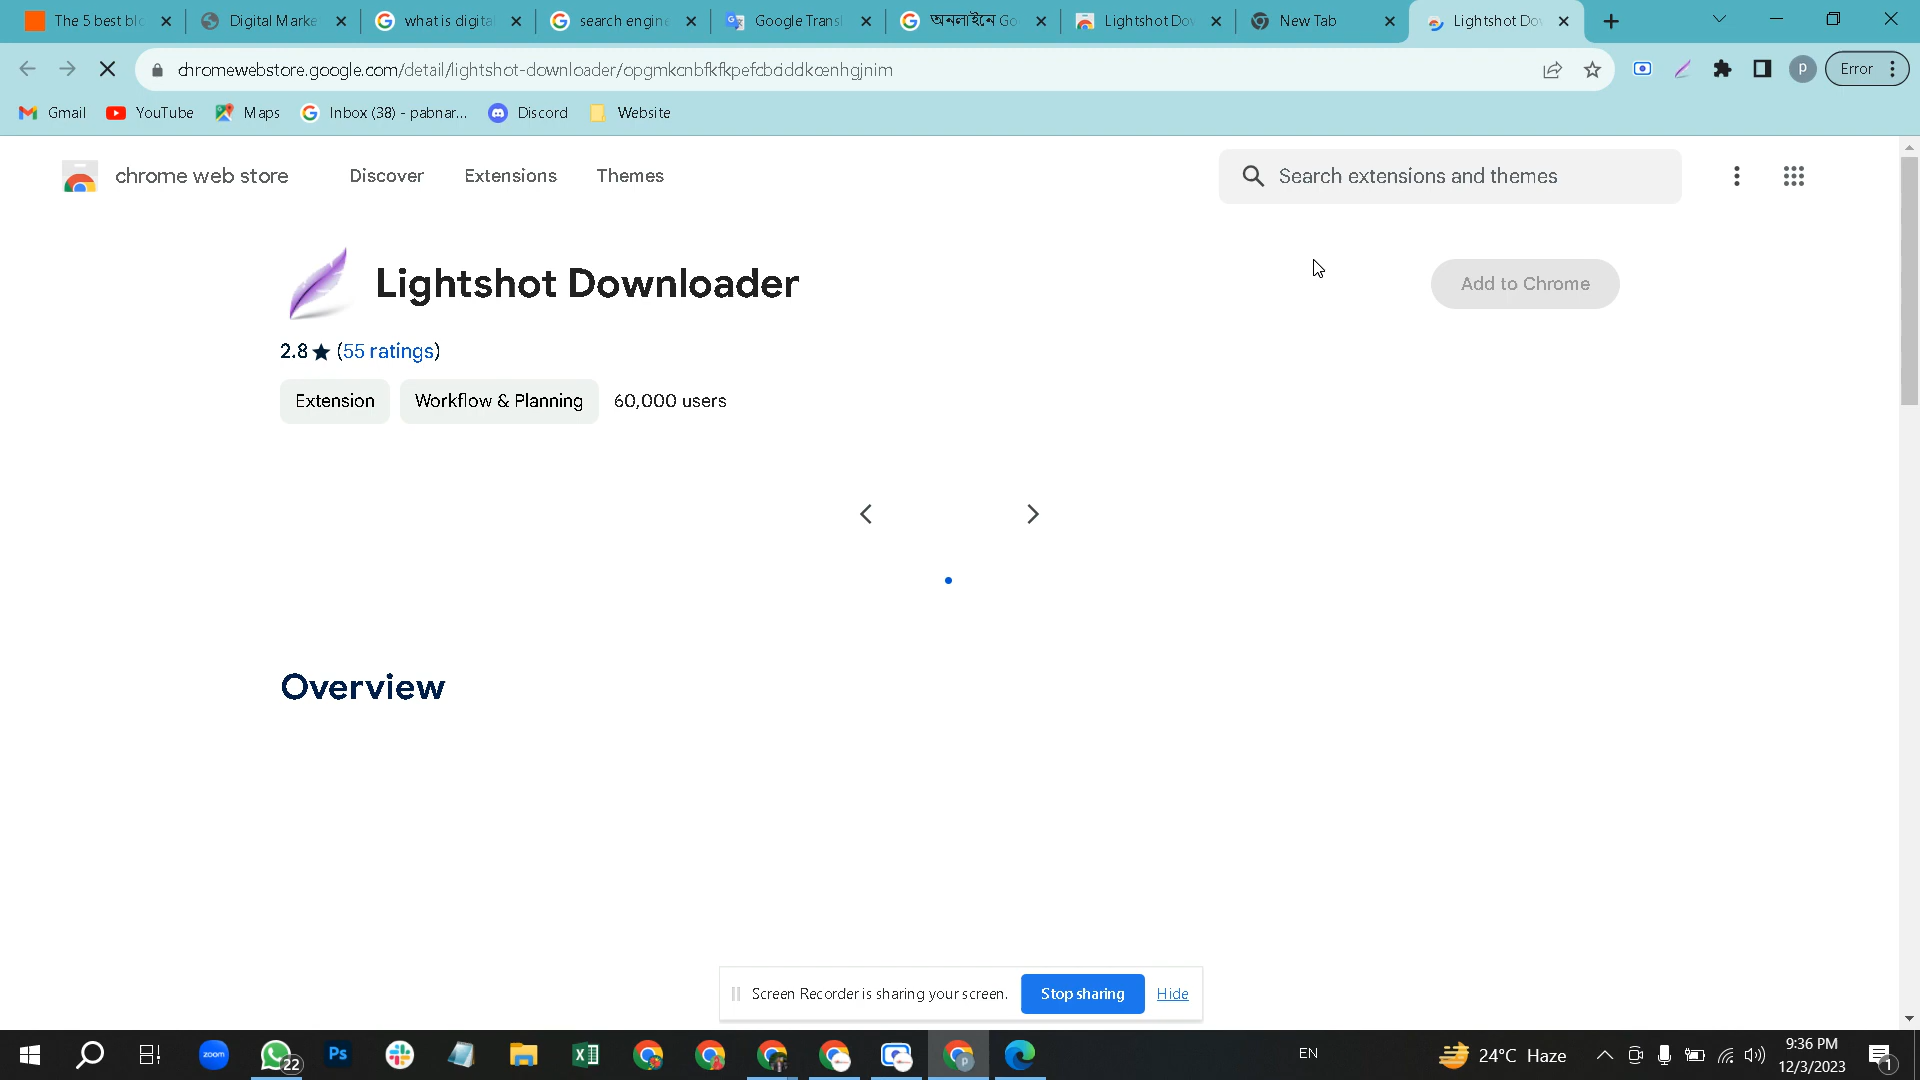 The 5 best bl
Digital Marke
what is digita
search engine
Google Transl
অনলাইনে Go
Lightshot Do
New Tab
Lightshot Do
chromewebstore.google.com/detail/lightshot-downloader/
p
Error
Gmail
YouTube
Maps
Inbox (38) - pabnar...
Discord
Website
chrome web store
Discover
Extensions
Themes
Search extensions and themes
Lightshot Downloader
Add to Chrome
2.8 ★ (55 ratings)
Extension
Workflow & Planning
60,000 users
Overview
Screen Recorder is sharing your screen.
Stop sharing
Hide
zoom
22
Ps
P
EN
24°C Haze
9:36 PM
12/3/2023
1